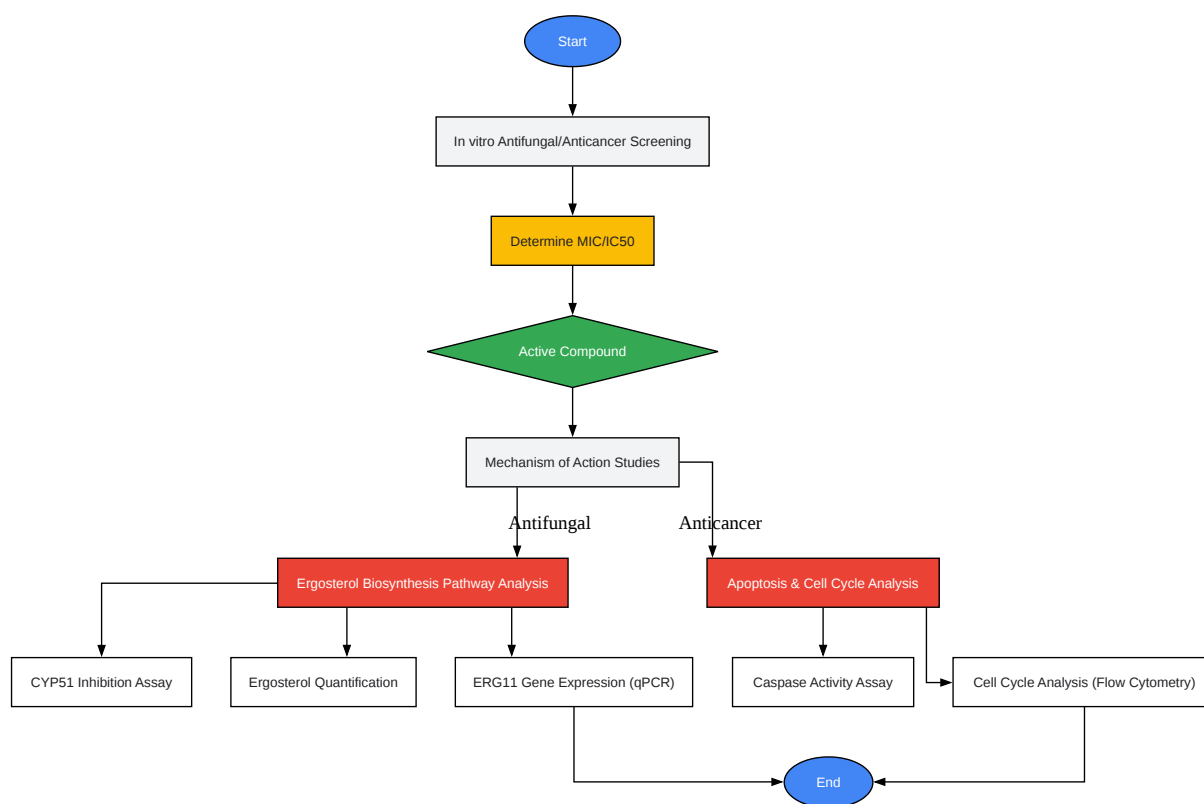 Start
In vitro Antifungal/Anticancer Screening
Determine MIC/IC50
Active Compound
Mechanism of Action Studies
Antifungal
Anticancer
Ergosterol Biosynthesis Pathway Analysis
Apoptosis & Cell Cycle Analysis
CYP51 Inhibition Assay
Ergosterol Quantification
ERG11 Gene Expression (qPCR)
Caspase Activity Assay
Cell Cycle Analysis (Flow Cytometry)
End